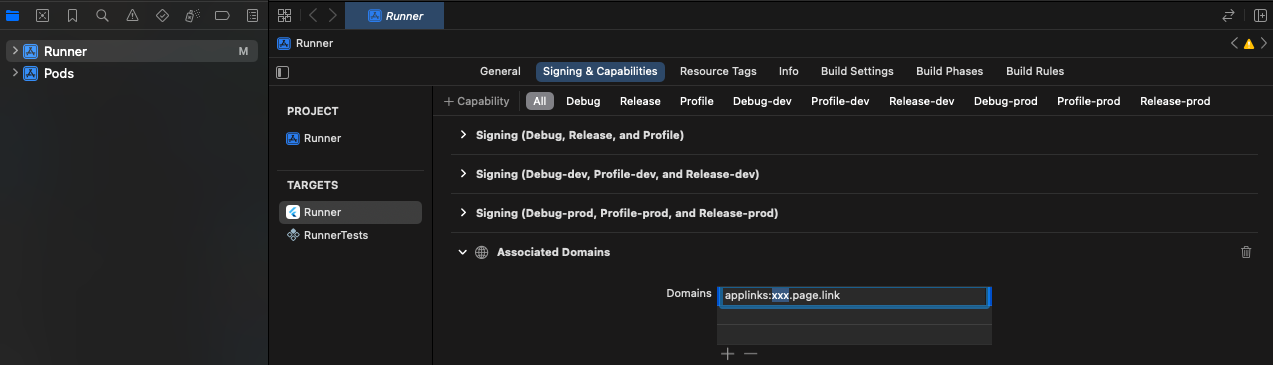 Runner
Runner M
Pods
Runner
General Signing & Capabilities Resource Tags Info Build Settings Build Phases Build Rules
+ Capability All Debug Release Profile Debug-dev Profile-dev Release-dev Debug-prod Profile-prod Release-prod
PROJECT
Runner
TARGETS
Runner
RunnerTests
Signing (Debug, Release, and Profile)
Signing (Debug-dev, Profile-dev, and Release-dev)
Signing (Debug-prod, Profile-prod, and Release-prod)
Associated Domains
Domains applinks:xxx.page.link